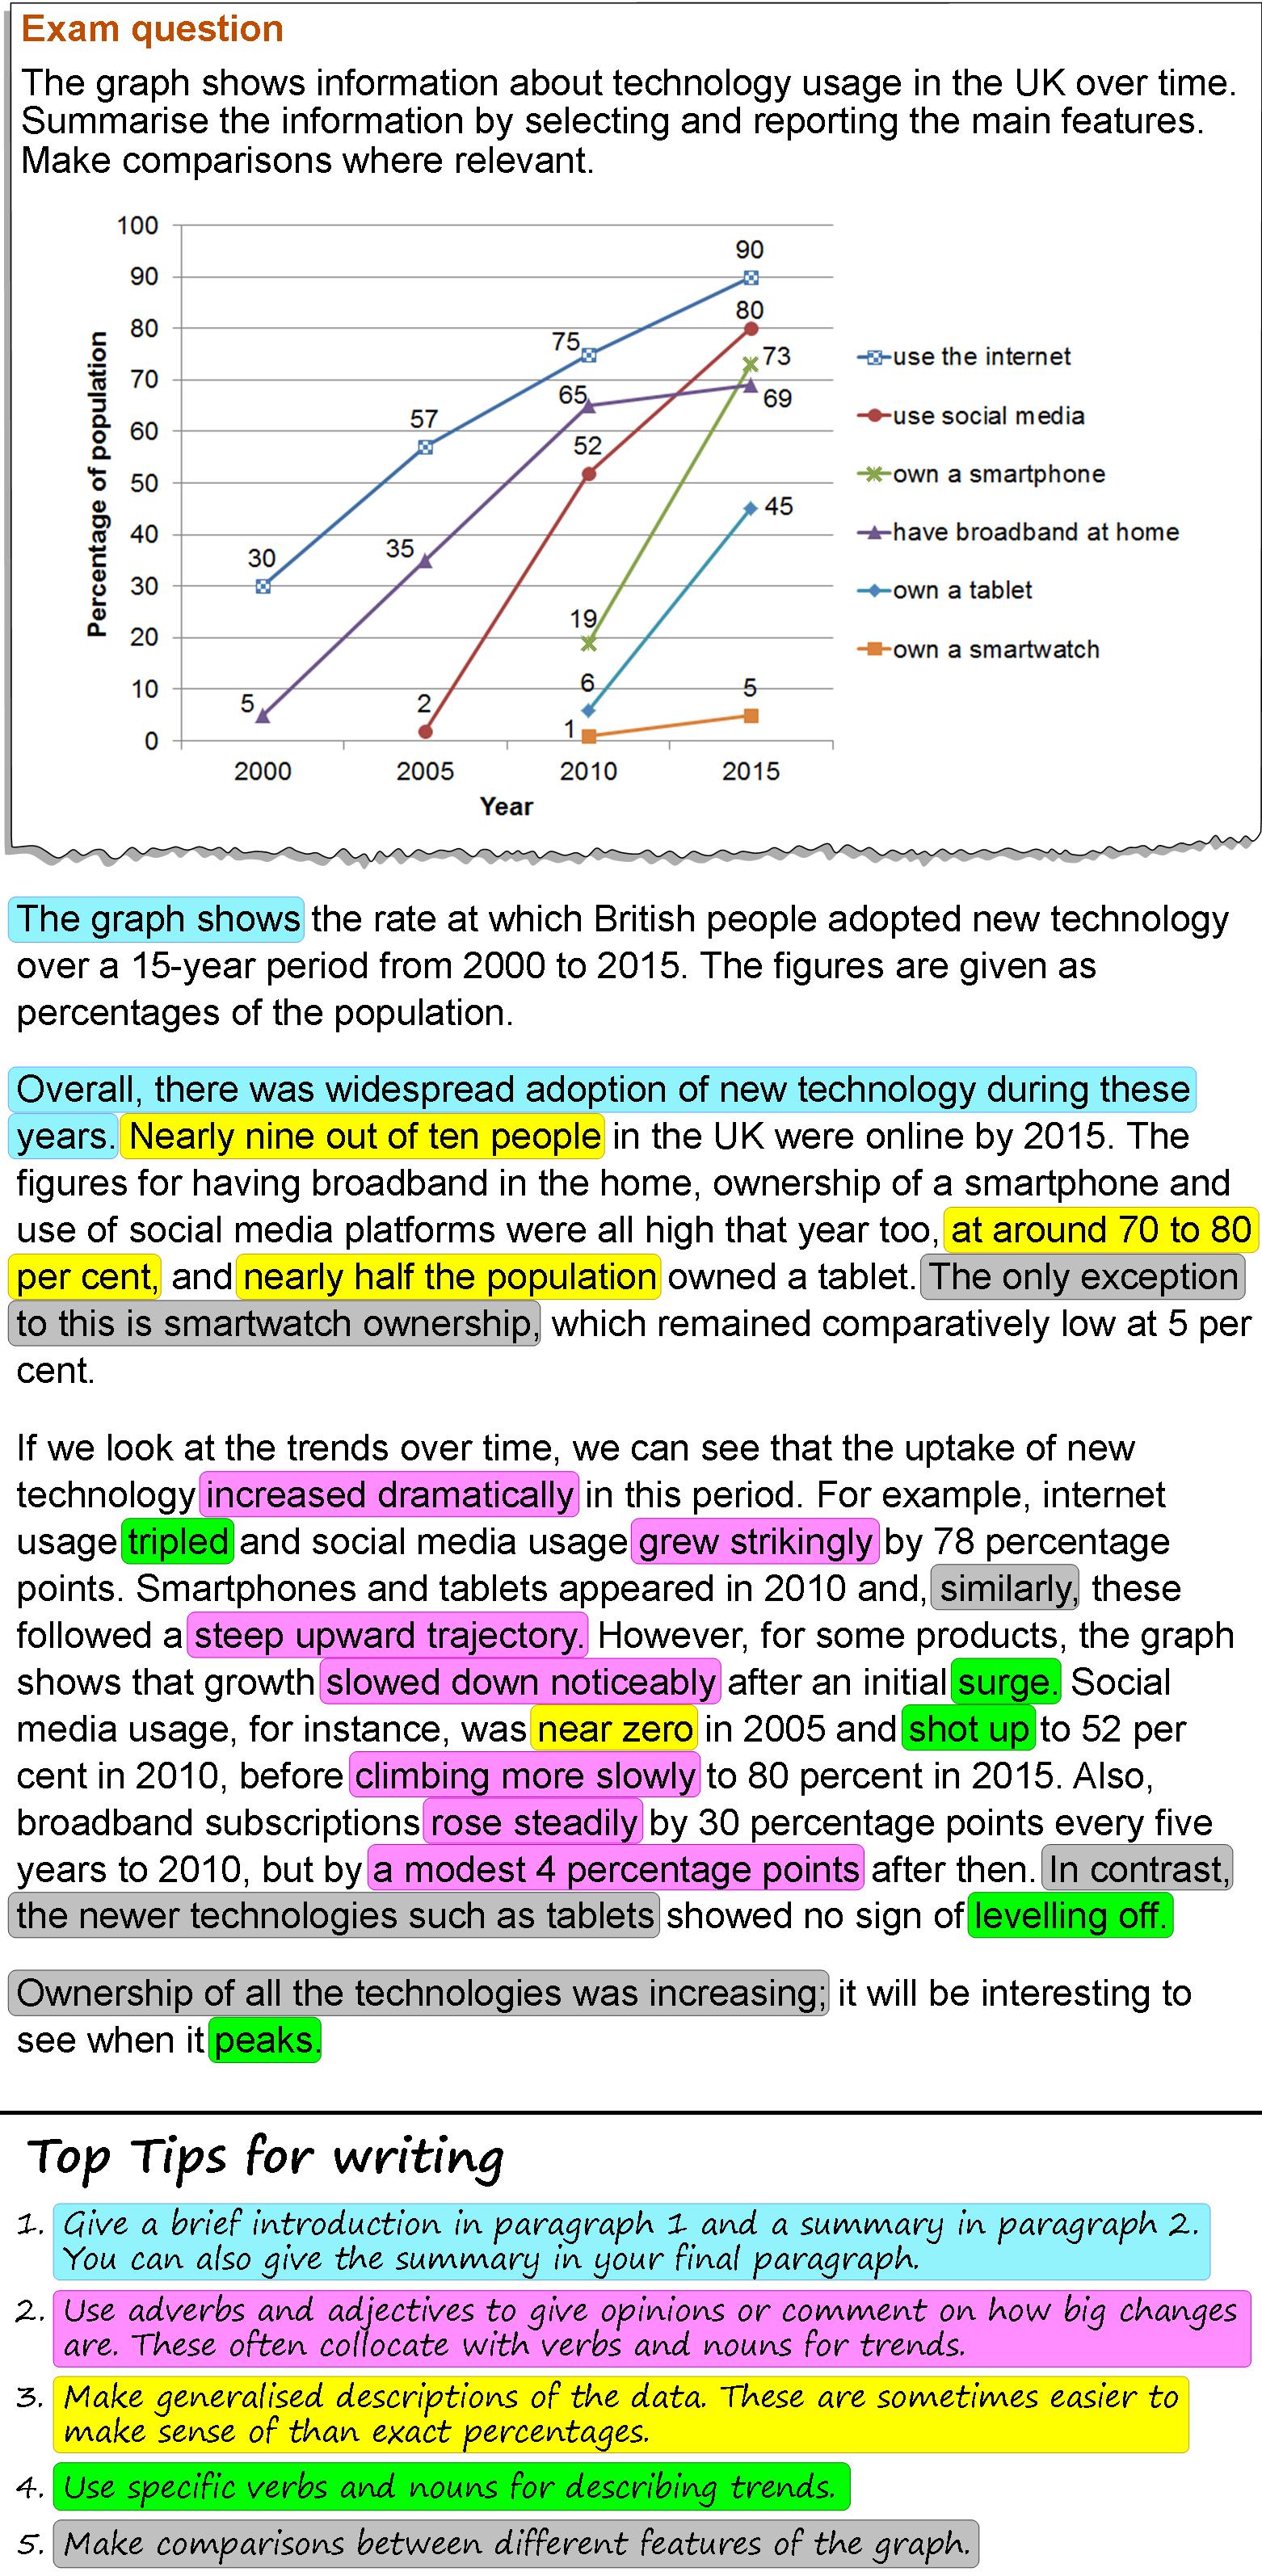 Exam question
The graph shows information about technology usage in the UK over time.
Summarise the information by selecting and reporting the main features.
Make comparisons where relevant.
100
90
80
70
60
50
40
30
20
10
0
Percentage of population
30
57
75
90
5
35
65
69
2
52
80
19
73
6
45
1
5
2000 2005 2010 2015
Year
use the internet
use social media
own a smartphone
have broadband at home
own a tablet
own a smartwatch
The graph shows the rate at which British people adopted new technology
over a 15-year period from 2000 to 2015. The figures are given as
percentages of the population.
Overall, there was widespread adoption of new technology during these
years. Nearly nine out of ten people in the UK were online by 2015. The
figures for having broadband in the home, ownership of a smartphone and
use of social media platforms were all high that year too, at around 70 to 80
per cent, and nearly half the population owned a tablet. The only exception
to this is smartwatch ownership, which remained comparatively low at 5 per
cent.
If we look at the trends over time, we can see that the uptake of new
technology increased dramatically in this period. For example, internet
usage tripled and social media usage grew strikingly by 78 percentage
points. Smartphones and tablets appeared in 2010 and, similarly, these
followed a steep upward trajectory. However, for some products, the graph
shows that growth slowed down noticeably after an initial surge. Social
media usage, for instance, was near zero in 2005 and shot up to 52 per
cent in 2010, before climbing more slowly to 80 percent in 2015. Also,
broadband subscriptions rose steadily by 30 percentage points every five
years to 2010, but by a modest 4 percentage points after then. In contrast,
the newer technologies such as tablets showed no sign of levelling off.
Ownership of all the technologies was increasing; it will be interesting to
see when it peaks.
Top Tips for writing
1. Give a brief introduction in paragraph 1 and a summary in paragraph 2.
You can also give the summary in your final paragraph.
2. Use adverbs and adjectives to give opinions or comment on how big changes
are. These often collocate with verbs and nouns for trends.
3. Make generalised descriptions of the data. These are sometimes easier to
make sense of than exact percentages.
4. Use specific verbs and nouns for describing trends.
5. Make comparisons between different features of the graph.